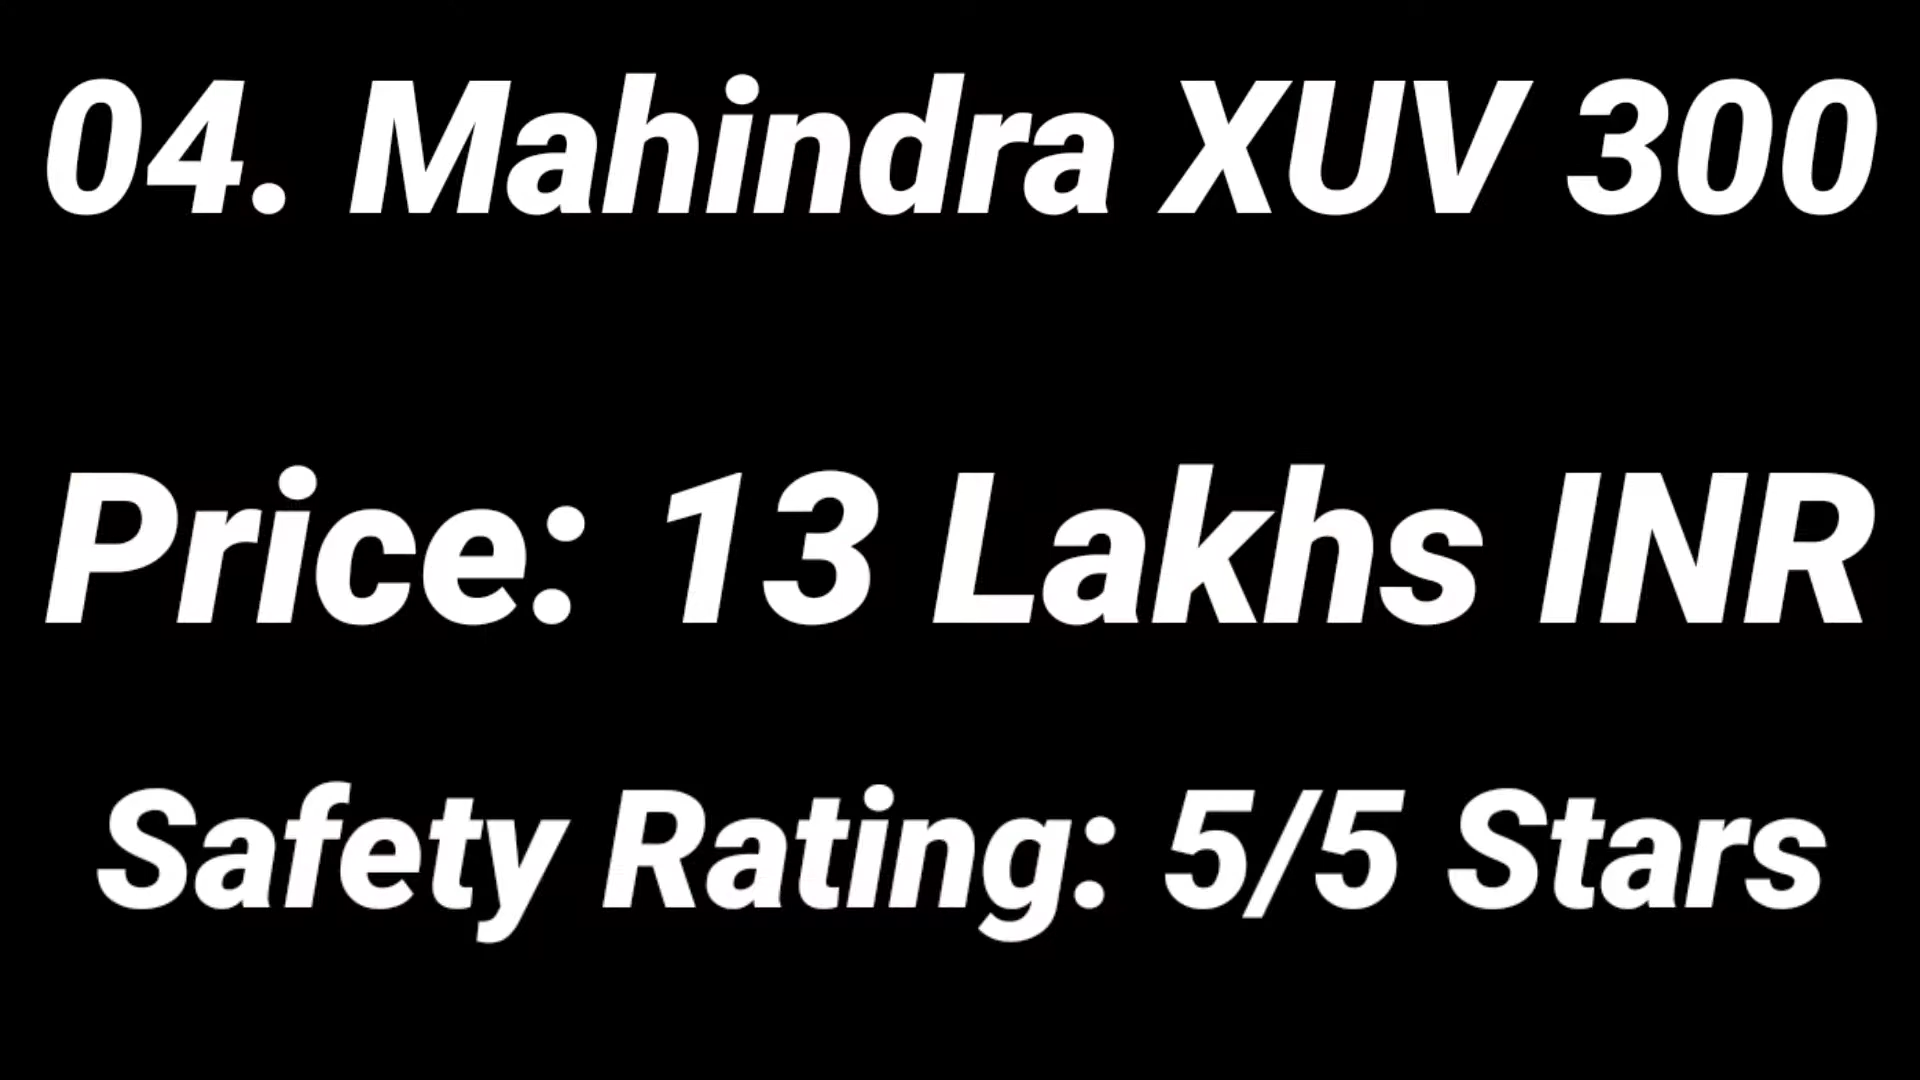 04. Mahindra XUV 300
Price: 13 Lakhs INR
Safety Rating: 5/5 Stars